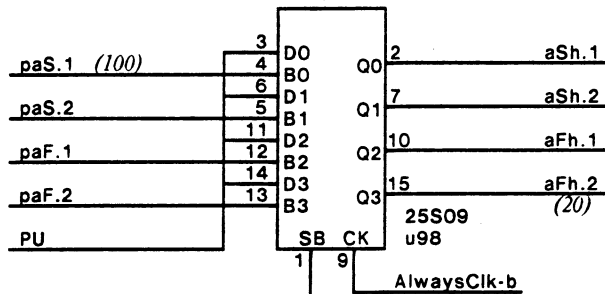 3 D0
paS.1 (100) 4 B0 Q0 2 aSh.1
6 D1
paS.2 5 B1 Q1 7 aSh.2
11 D2
paF.1 12 B2 Q2 10 aFh.1
14 D3
paF.2 13 B3 Q3 15 aFh.2
(20)
25S09
PU SB CK u98
1 9
AlwaysClk-b